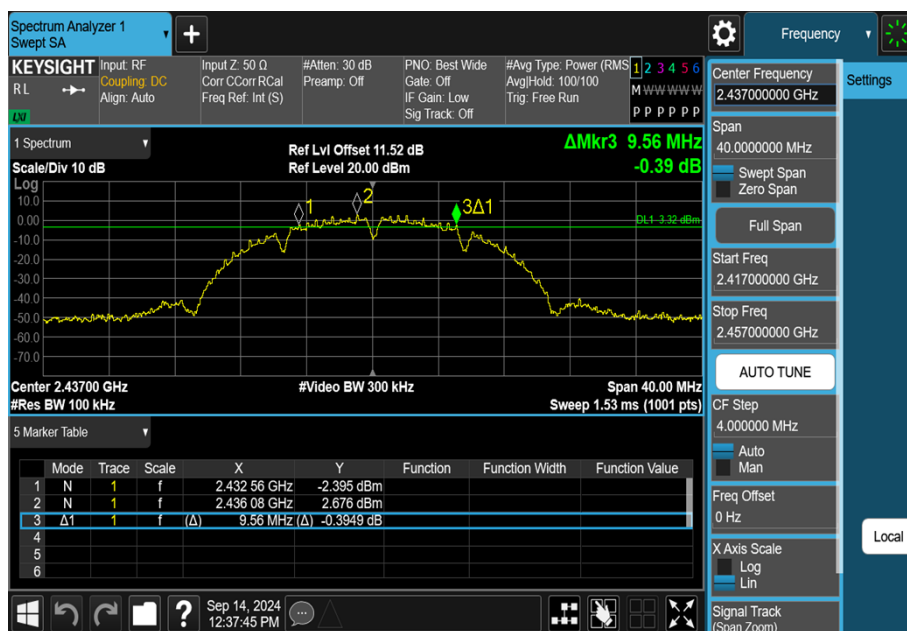 Spectrum Analyzer 1
Swept SA
Frequency
KEYSIGHT
RL
LXI
Input: RF
Coupling: DC
Align: Auto
Input Z: 50 Ω
Corr CCorr RCal
Freq Ref: Int (S)
#Atten: 30 dB
Preamp: Off
PNO: Best Wide
Gate: Off
IF Gain: Low
Sig Track: Off
#Avg Type: Power (RMS
Avg|Hold: 100/100
Trig: Free Run
1 2 3 4 5 6
M W W W W W
P P P P P P
1 Spectrum
Scale/Div 10 dB
Ref Lvl Offset 11.52 dB
Ref Level 20.00 dBm
ΔMkr3 9.56 MHz
-0.39 dB
Log
10.0
0.00
-10.0
-20.0
-30.0
-40.0
-50.0
-60.0
-70.0
1
2
3Δ1
DL1 -3.32 dBm
Center 2.43700 GHz
#Video BW 300 kHz
Span 40.00 MHz
#Res BW 100 kHz
Sweep 1.53 ms (1001 pts)
5 Marker Table
Mode Trace Scale X Y Function Function Width Function Value
1 N 1 f 2.432 56 GHz -2.395 dBm
2 N 1 f 2.436 08 GHz 2.676 dBm
3 Δ1 1 f (Δ) 9.56 MHz (Δ) -0.3949 dB
4
5
6
Sep 14, 2024
12:37:45 PM
Center Frequency
2.437000000 GHz
Settings
Span
40.0000000 MHz
Swept Span
Zero Span
Full Span
Start Freq
2.417000000 GHz
Stop Freq
2.457000000 GHz
AUTO TUNE
CF Step
4.000000 MHz
Auto
Man
Freq Offset
0 Hz
Local
X Axis Scale
Log
Lin
Signal Track
(Span Zoom)